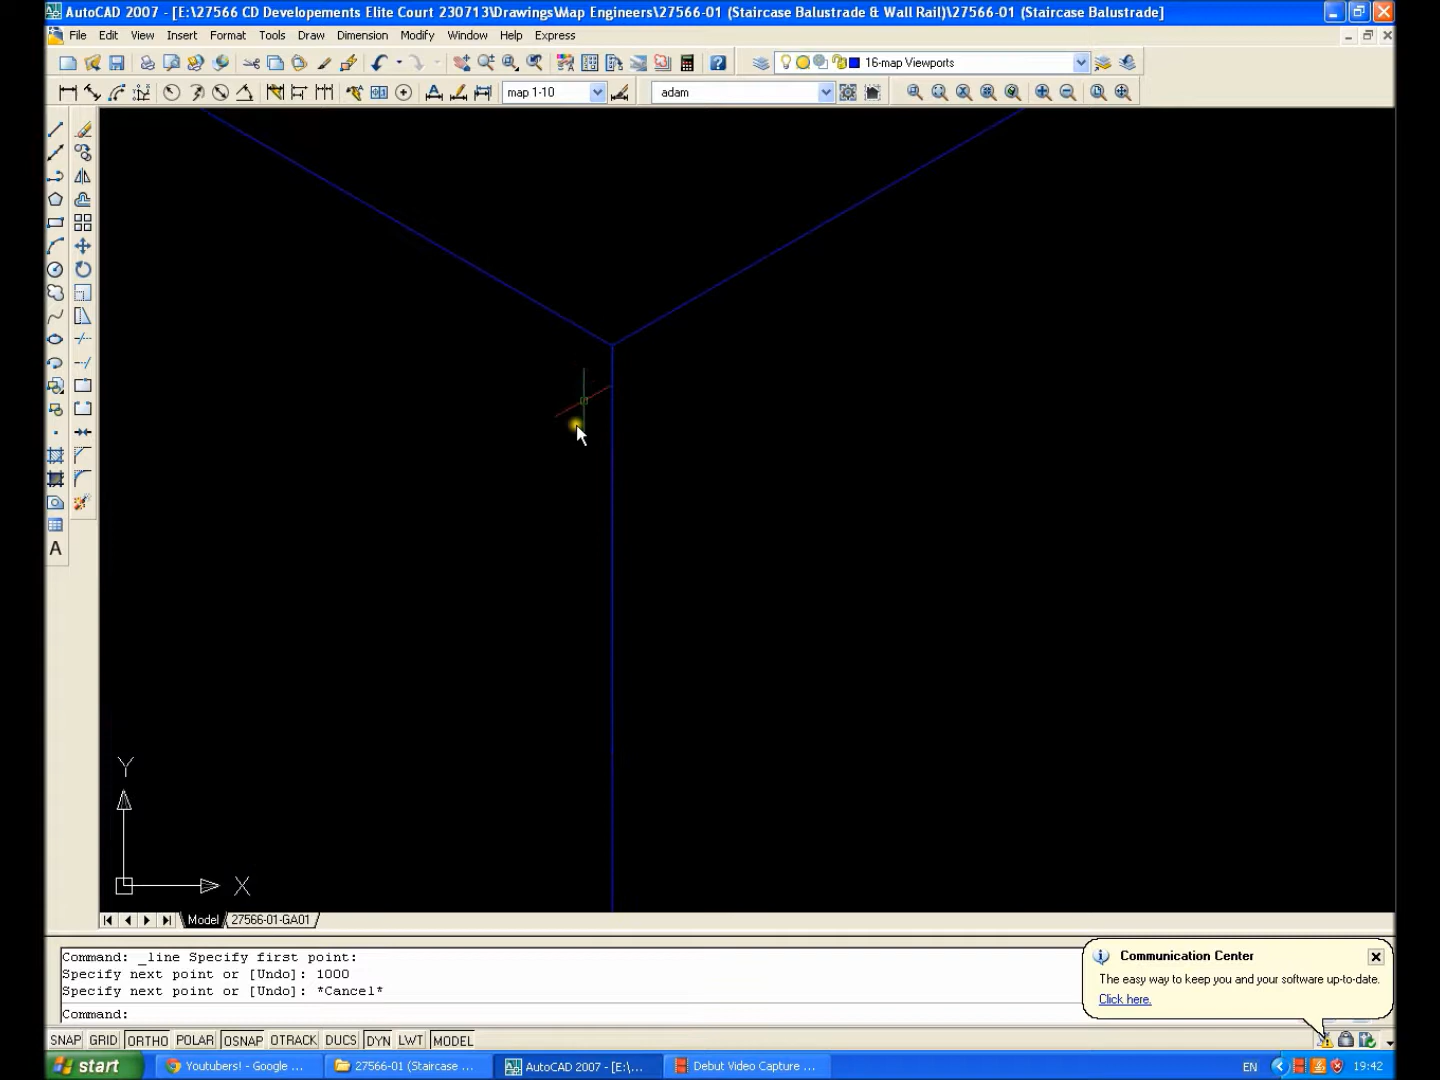 AutoCAD 2007 - [E:\27566 CD Developements Elite Court 230713\Drawings\Map Engineers\27566-01 (Staircase Balustrade & Wall Rail)\27566-01 (Staircase Balustrade]
File Edit View Insert Format Tools Draw Dimension Modify Window Help Express
16-map Viewports
map 1-10 adam
A
Y
X
Model 27566-01-GA01
Command: _line Specify first point:
Specify next point or [Undo]: 1000
Specify next point or [Undo]: *Cancel*
Command:
Communication Center
The easy way to keep you and your software up-to-date.
Click here.
SNAP GRID ORTHO POLAR OSNAP OTRACK DUCS DYN LWT MODEL
start Youtubers! - Google ... 27566-01 (Staircase ... AutoCAD 2007 - [E:\... Debut Video Capture ... EN 19:42